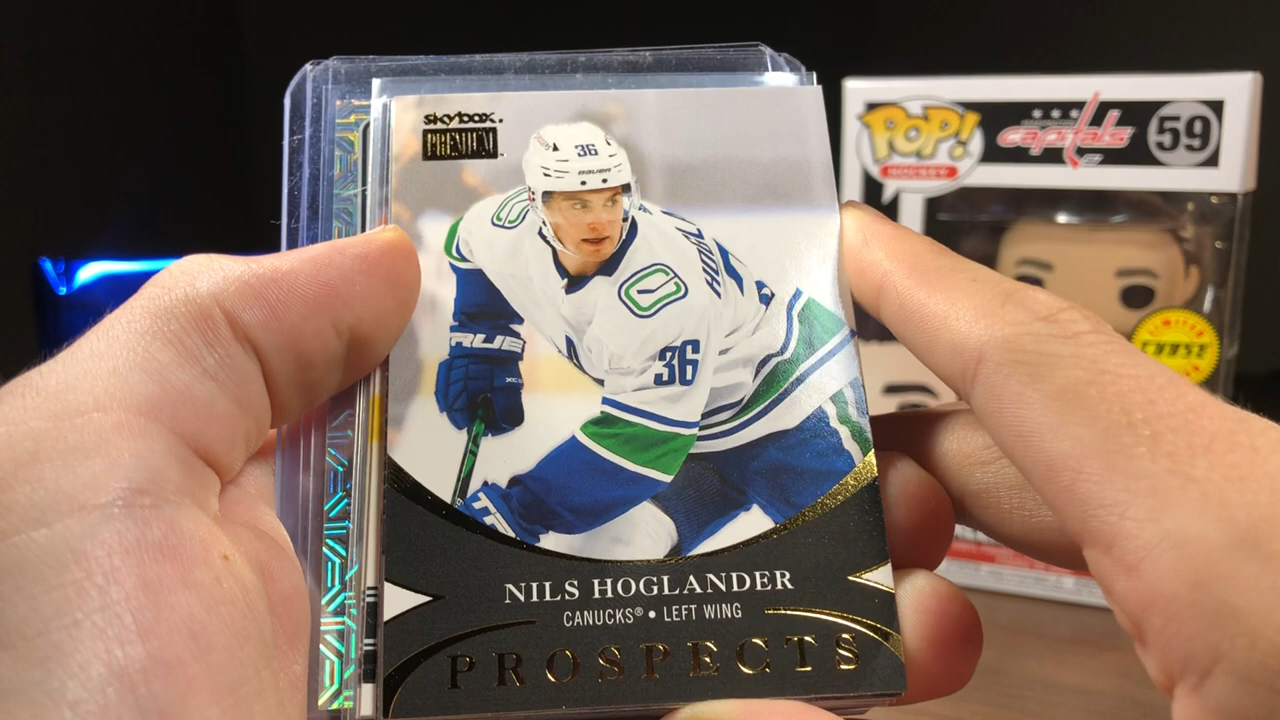 skybox
PREMIUM
36
BAUER
HOGL
36
TRUE
NILS HOGLANDER
CANUCKS® • LEFT WING
PROSPECTS
POP!
HOCKEY
capitals
59
LIMITED
CHASE